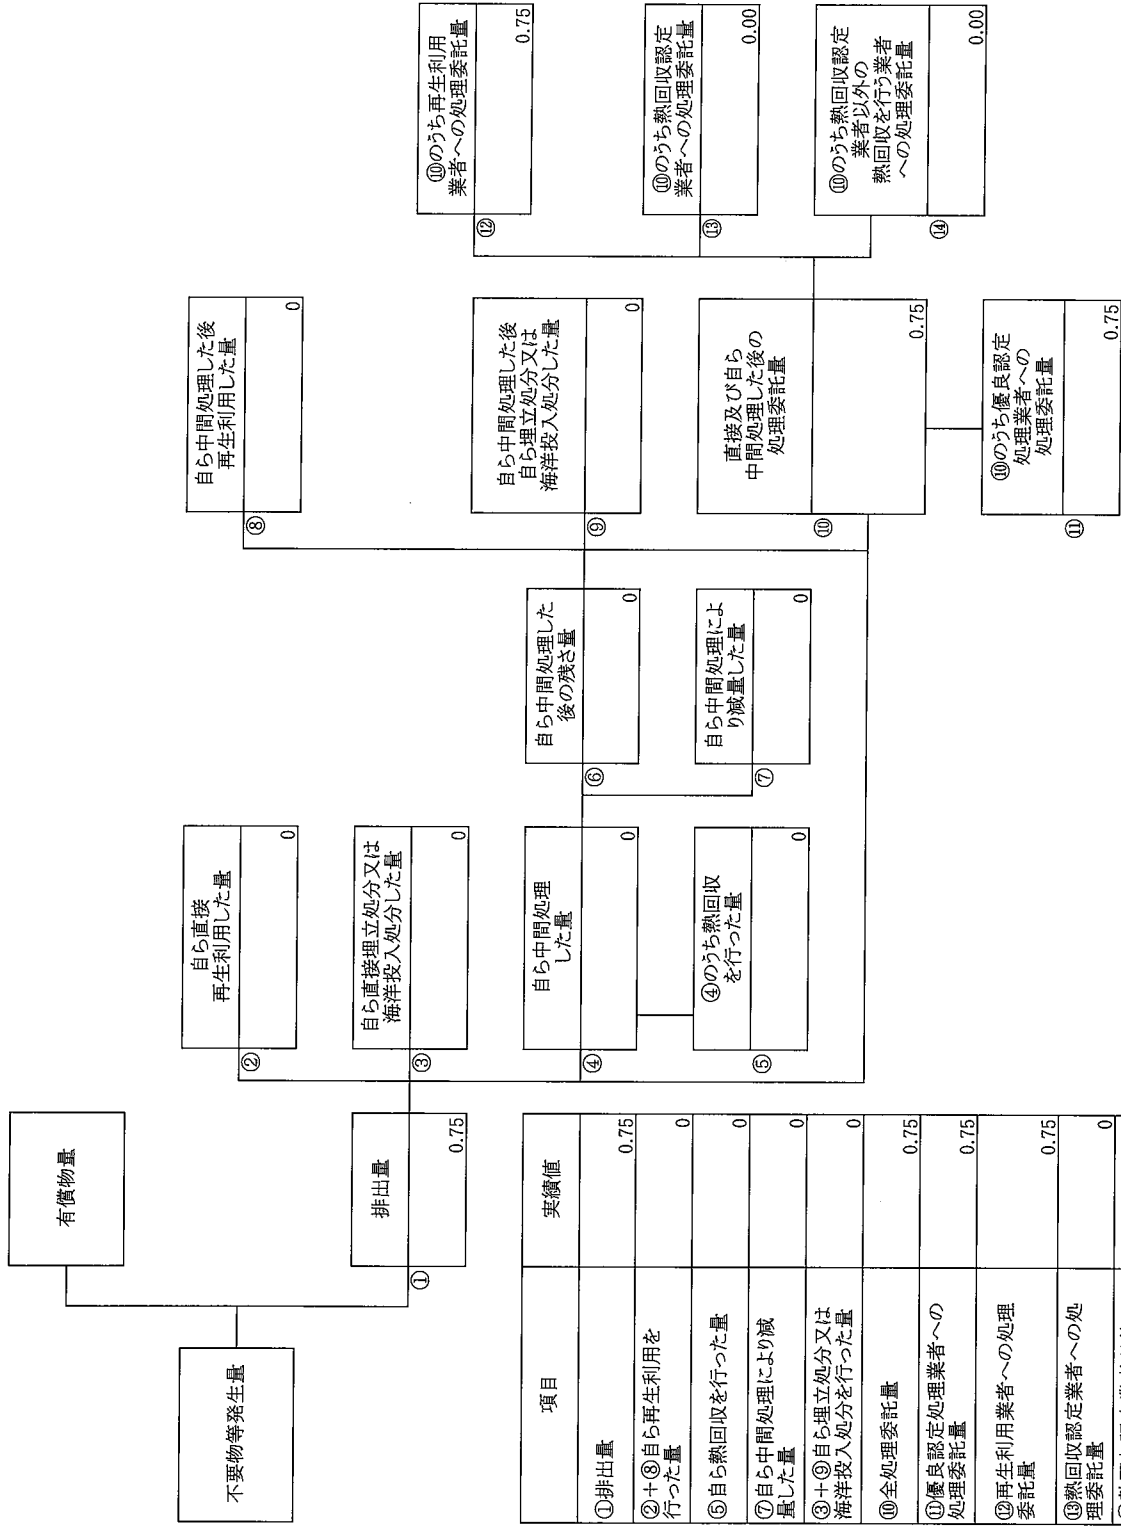 不要物等発生量
有償物量
排出量
①
0.75
自ら直接
再生利用した量
②
0
自ら直接埋立処分又は
海洋投入処分した量
③
0
自ら中間処理
した量
④
0
④のうち熱回収
を行った量
⑤
0
自ら中間処理した
後の残さ量
⑥
0
自ら中間処理によ
り減量した量
⑦
0
自ら中間処理した後
再生利用した量
⑧
0
自ら中間処理した後
自ら埋立処分又は
海洋投入処分した量
⑨
0
直接及び自ら
中間処理した後の
処理委託量
⑩
0.75
⑩のうち優良認定
処理業者への
処理委託量
⑪
0.75
⑩のうち再生利用
業者への処理委託量
⑫
0.75
⑩のうち熱回収認定
業者への処理委託量
⑬
0.00
⑩のうち熱回収認定
業者以外の
熱回収を行う業者
への処理委託量
⑭
0.00
項目
実績値
①排出量
0.75
②+⑧自ら再生利用を
行った量
0
⑤自ら熱回収を行った量
0
⑦自ら中間処理により減
量した量
0
③+⑨自ら埋立処分又は
海洋投入処分を行った量
0
⑩全処理委託量
0.75
⑪優良認定処理業者への
処理委託量
0.75
⑫再生利用業者への処理
委託量
0.75
⑬熱回収認定業者への処
理委託量
0